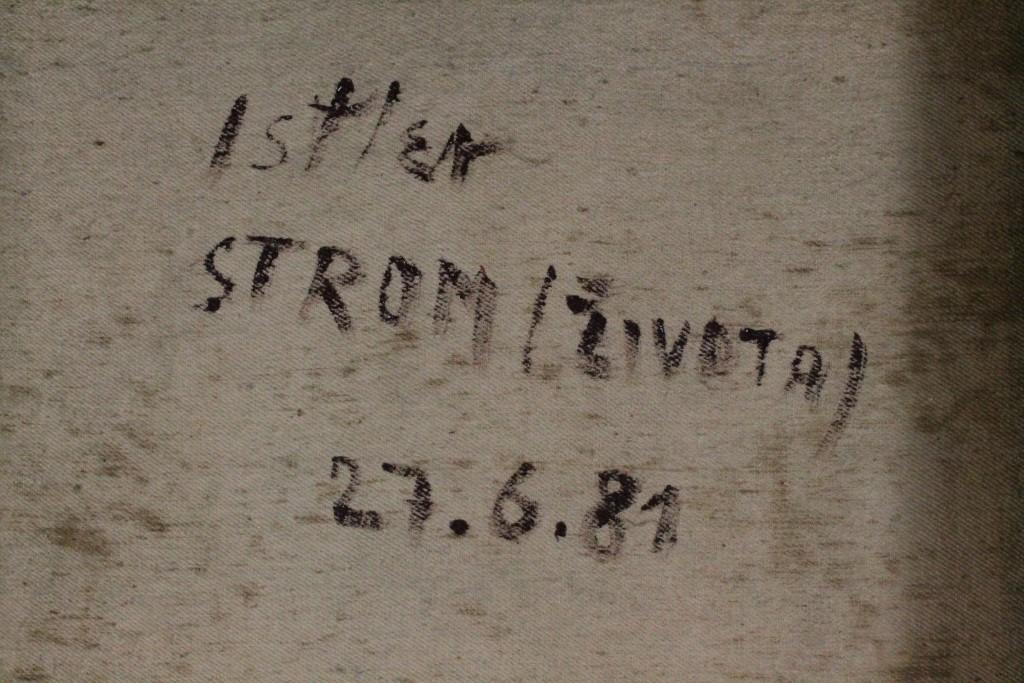 Istler
STROM (ŽIVOTA)
27.6.81